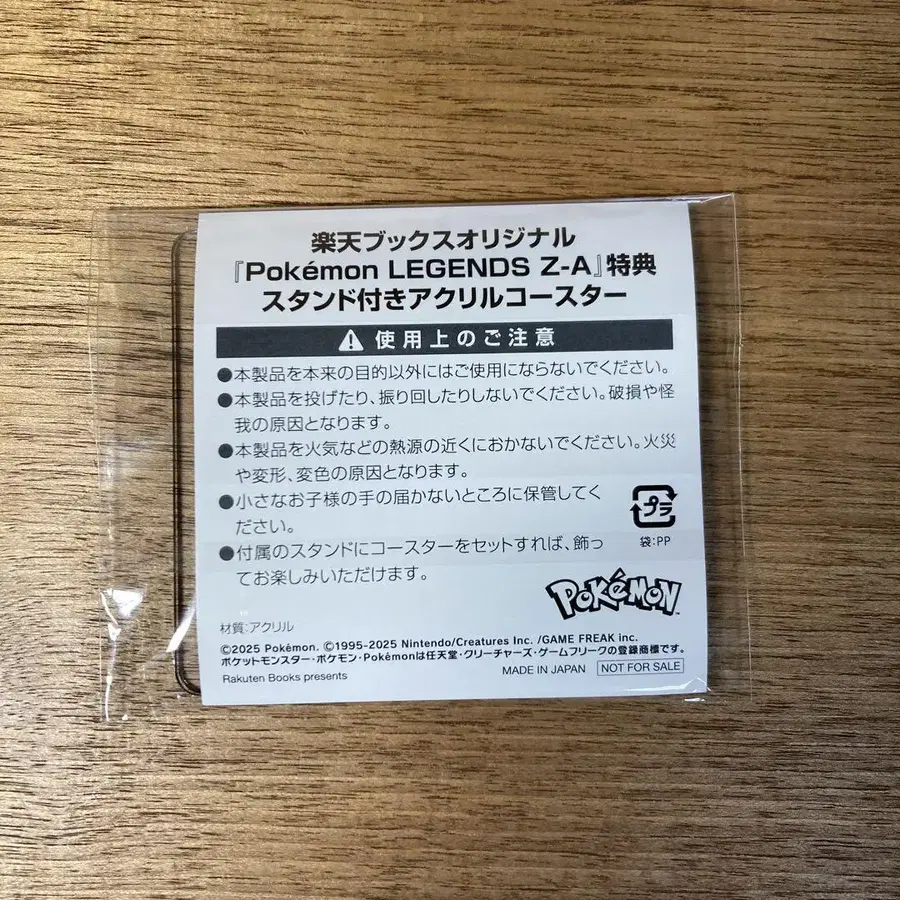 楽天ブックスオリジナル
『Pokémon LEGENDS Z-A』特典
スタンド付きアクリルコースター
使用上のご注意
●本製品を本来の目的以外にはご使用にならないでください。
●本製品を投げたり、振り回したりしないでください。破損や怪
我の原因となります。
●本製品を火気などの熱源の近くにおかないでください。火災
や変形、変色の原因となります。
●小さなお子様の手の届かないところに保管してく
ださい。
●付属のスタンドにコースターをセットすれば、飾っ
てお楽しみいただけます。
プラ
袋:PP
POKéMON
材質:アクリル
©2025 Pokémon. ©1995-2025 Nintendo/Creatures Inc. /GAME FREAK inc.
ポケットモンスター・ポケモン・Pokémonは任天堂・クリーチャーズ・ゲームフリークの登録商標です。
Rakuten Books presents
MADE IN JAPAN NOT FOR SALE